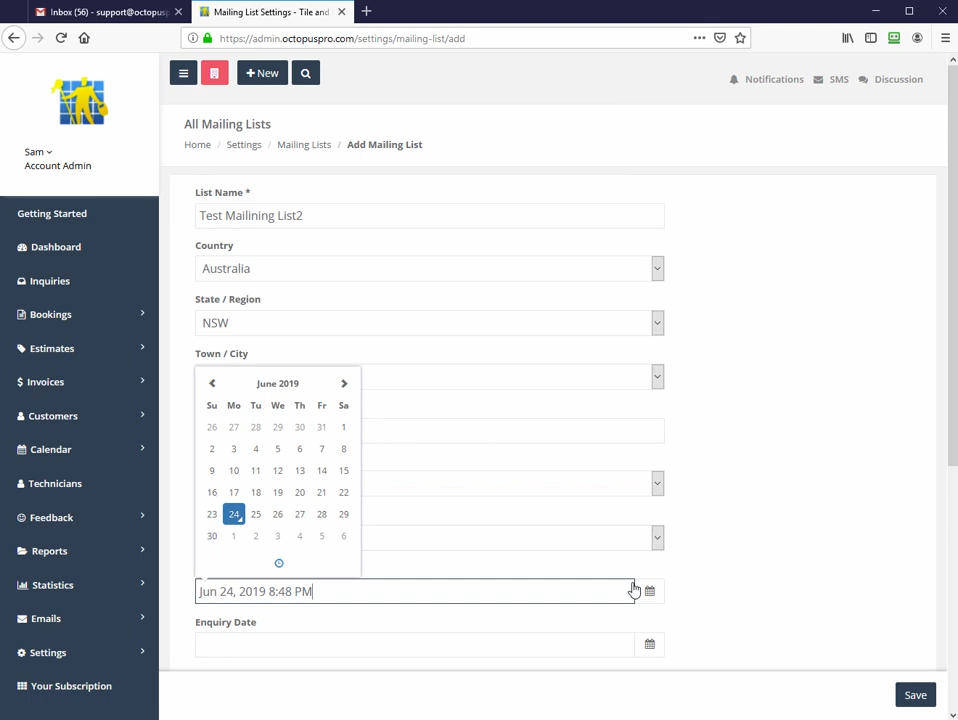 Inbox (56) - support@octopusp
Mailing List Settings - Tile and
https://admin.octopuspro.com/settings/mailing-list/add
New
Notifications
SMS
Discussion
Sam
Account Admin
All Mailing Lists
Home / Settings / Mailing Lists / Add Mailing List
Getting Started
Dashboard
Inquiries
Bookings
Estimates
Invoices
Customers
Calendar
Technicians
Feedback
Reports
Statistics
Emails
Settings
Your Subscription
List Name *
Test Mailining List2
Country
Australia
State / Region
NSW
Town / City
June 2019
Su Mo Tu We Th Fr Sa
26 27 28 29 30 31 1
2 3 4 5 6 7 8
9 10 11 12 13 14 15
16 17 18 19 20 21 22
23 24 25 26 27 28 29
30 1 2 3 4 5 6
Jun 24, 2019 8:48 PM
Enquiry Date
Save